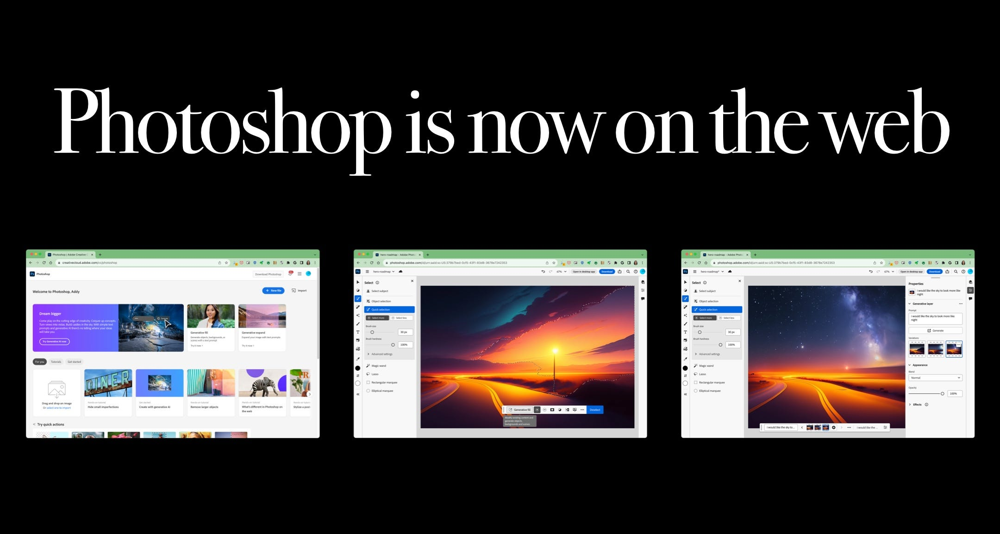 Photoshop is now on the web
Photoshop | Adobe Creative C
creativecloud.adobe.com/cc/photoshop
Ps Photoshop
Download Photoshop
Welcome to Photoshop, Addy
+ New file
Import
Dream bigger
Come play on the cutting edge of creativity. Conjure up concepts.
Turn views into vistas. Build castles in the sky. With simple text
prompts and generative AI there's no telling where your ideas
will take you.
Try Generative AI now
Generate
Generative fill
Generate objects, backgrounds, or
scenes with a text prompt
Try it now >
Generative expand
Expand your image with text prompts
Try it now >
For you
Tutorials
Get started
Drag and drop an image
Or select one to import
DINER
Hands-on tutorial
Hide small imperfections
Get started
Create with generative AI
Hands-on tutorial
Remove larger objects
Hands-on tutorial
What's different in Photoshop on
the web
Hands-on tutori
Stylize a post
Try quick actions
hero-roadmap - Adobe Photo
photoshop.adobe.com/id/urn:aaid:sc:US:379b7bed-0cf5-43f1-83d8-3678e7242353
Ps
hero-roadmap
67%
Open in desktop app
Download
Select
Select subject
Object selection
Quick selection
Select more
Select less
Brush size
30 px
Brush hardness
100%
Advanced settings
Magic wand
Lasso
Rectangular marquee
Elliptical marquee
Generative fill
Deselect
Modify existing content and
generate objects,
backgrounds and scenes
hero-roadmap - Adobe Photo
photoshop.adobe.com/id/urn:aaid:sc:US:379b7bed-0cf5-43f1-83d8-3678e7242353
Ps
hero-roadmap*
67%
Open in desktop app
Download
Select
Select subject
Object selection
Quick selection
Select more
Select less
Brush size
30 px
Brush hardness
100%
Advanced settings
Magic wand
Lasso
Rectangular marquee
Elliptical marquee
i would like the sky to...
i would like the ...
Properties
i would like the sky to look more like
night
Generative layer
Prompt
i would like the sky to look more like
night
Generate
Variations
Appearance
Blend
Normal
Opacity
100%
Effects